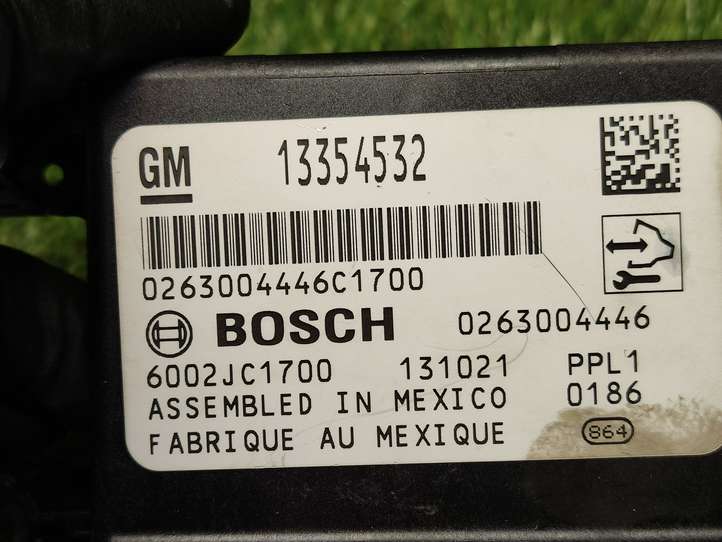 GM 13354532
0263004446C1700
BOSCH 0263004446
6002JC1700 131021 PPL1
ASSEMBLED IN MEXICO 0186
FABRIQUE AU MEXIQUE 864